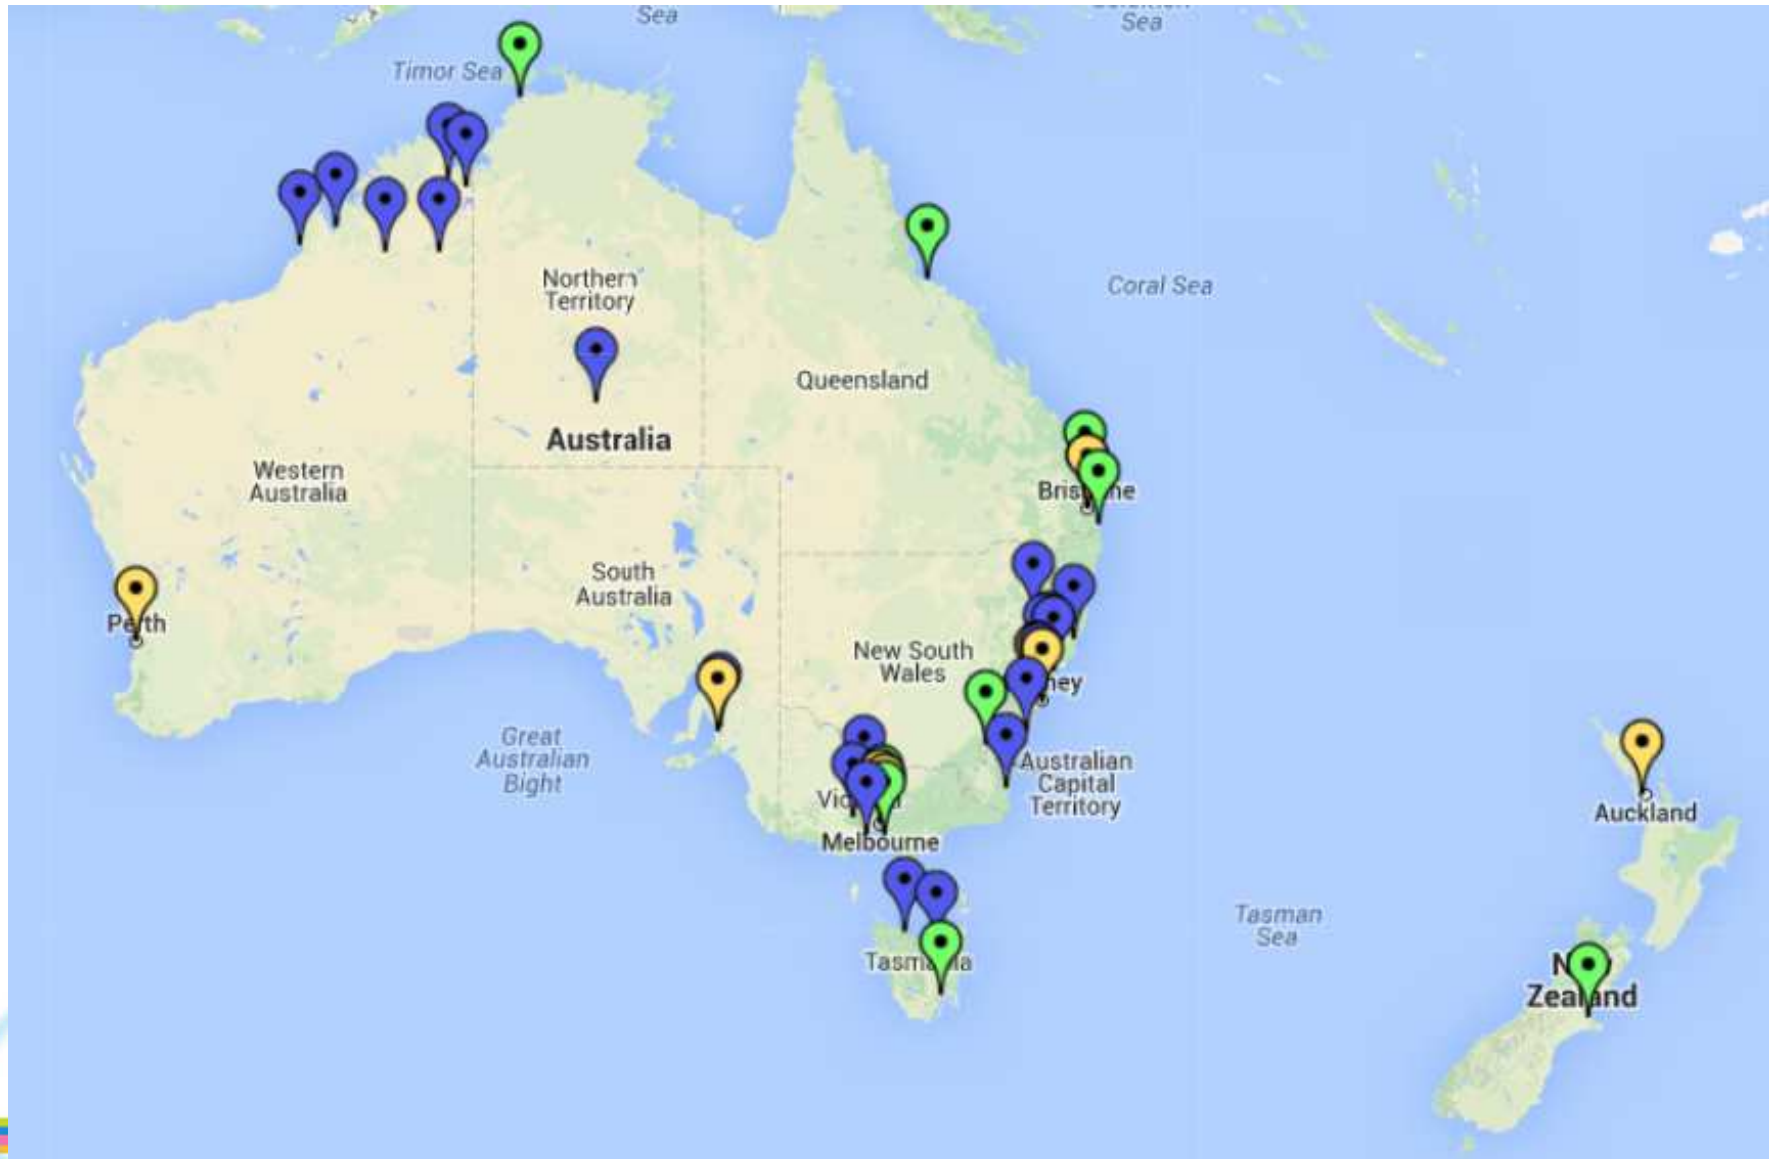 Sea
Sea
Timor Sea
Northern
Territory
Coral Sea
Queensland
Australia
Western
Australia
South
Australia
New South
Wales
Great
Australian
Bight
Australian
Capital
Territory
Melbourne
Auckland
Tasman
Sea
Zealand